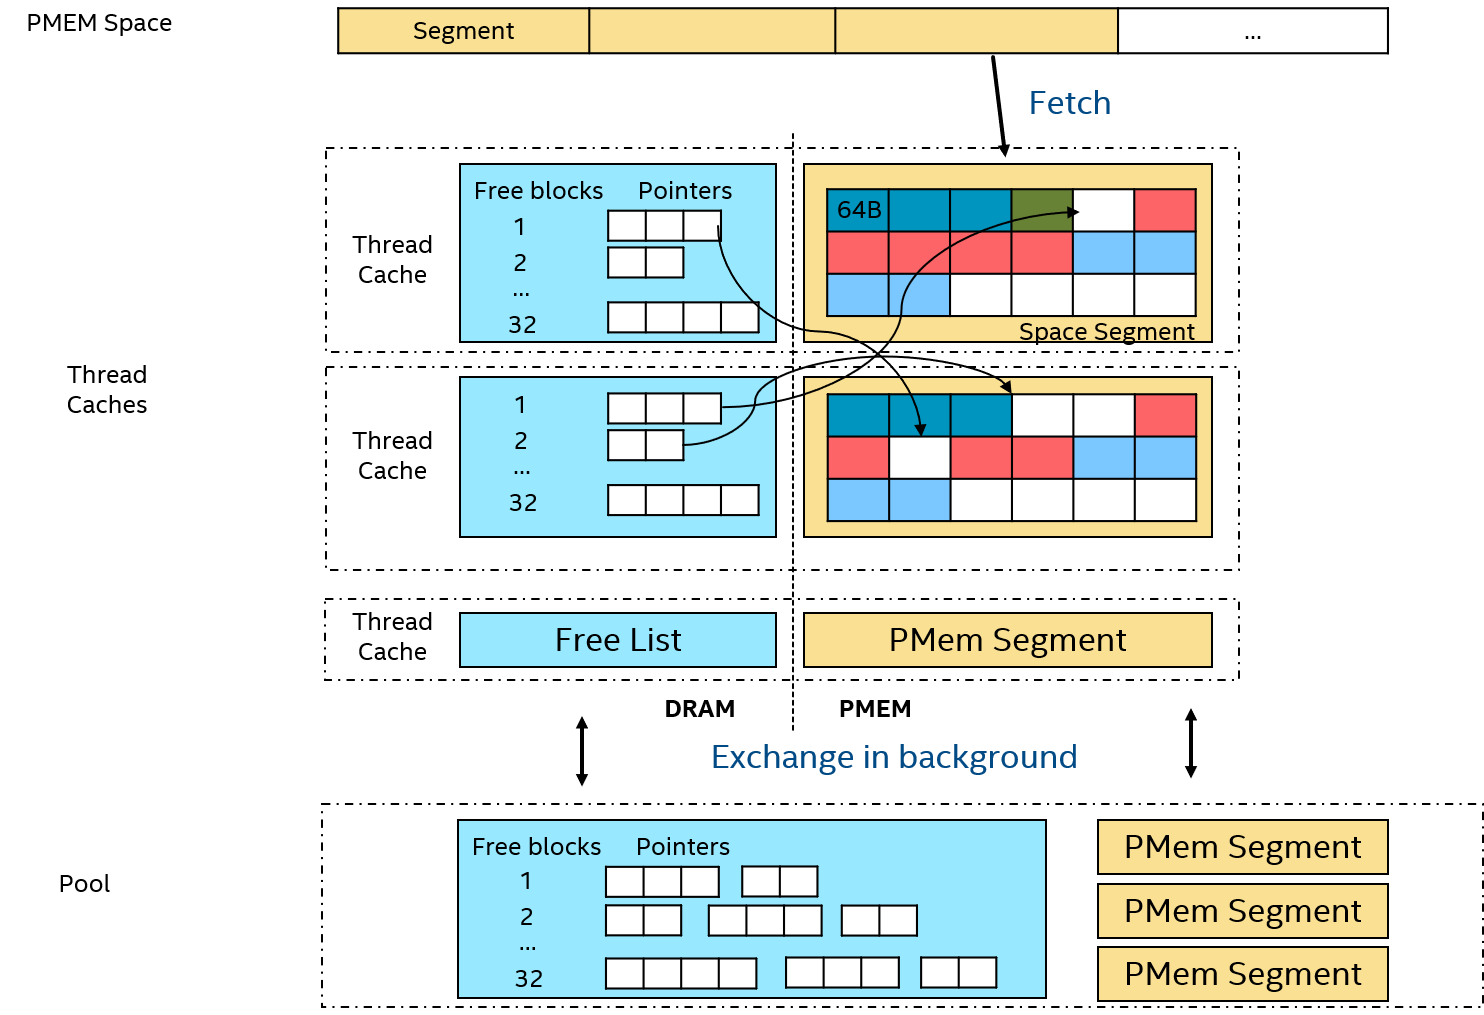 PMEM Space
Segment
...
Fetch
Free blocks Pointers
1
2
...
32
Thread
Cache
64B
Space Segment
Thread
Caches
1
2
...
32
Thread
Cache
Thread
Cache
Free List
PMem Segment
DRAM
PMEM
Exchange in background
Pool
Free blocks Pointers
1
2
...
32
PMem Segment
PMem Segment
PMem Segment